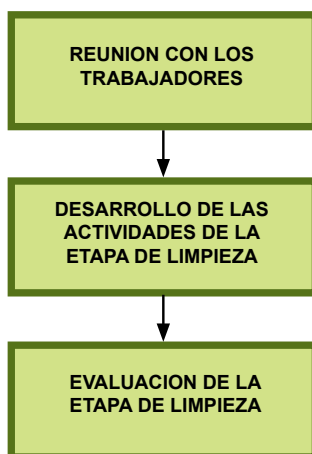 REUNION CON LOS
TRABAJADORES
DESARROLLO DE LAS
ACTIVIDADES DE LA
ETAPA DE LIMPIEZA
EVALUACION DE LA
ETAPA DE LIMPIEZA